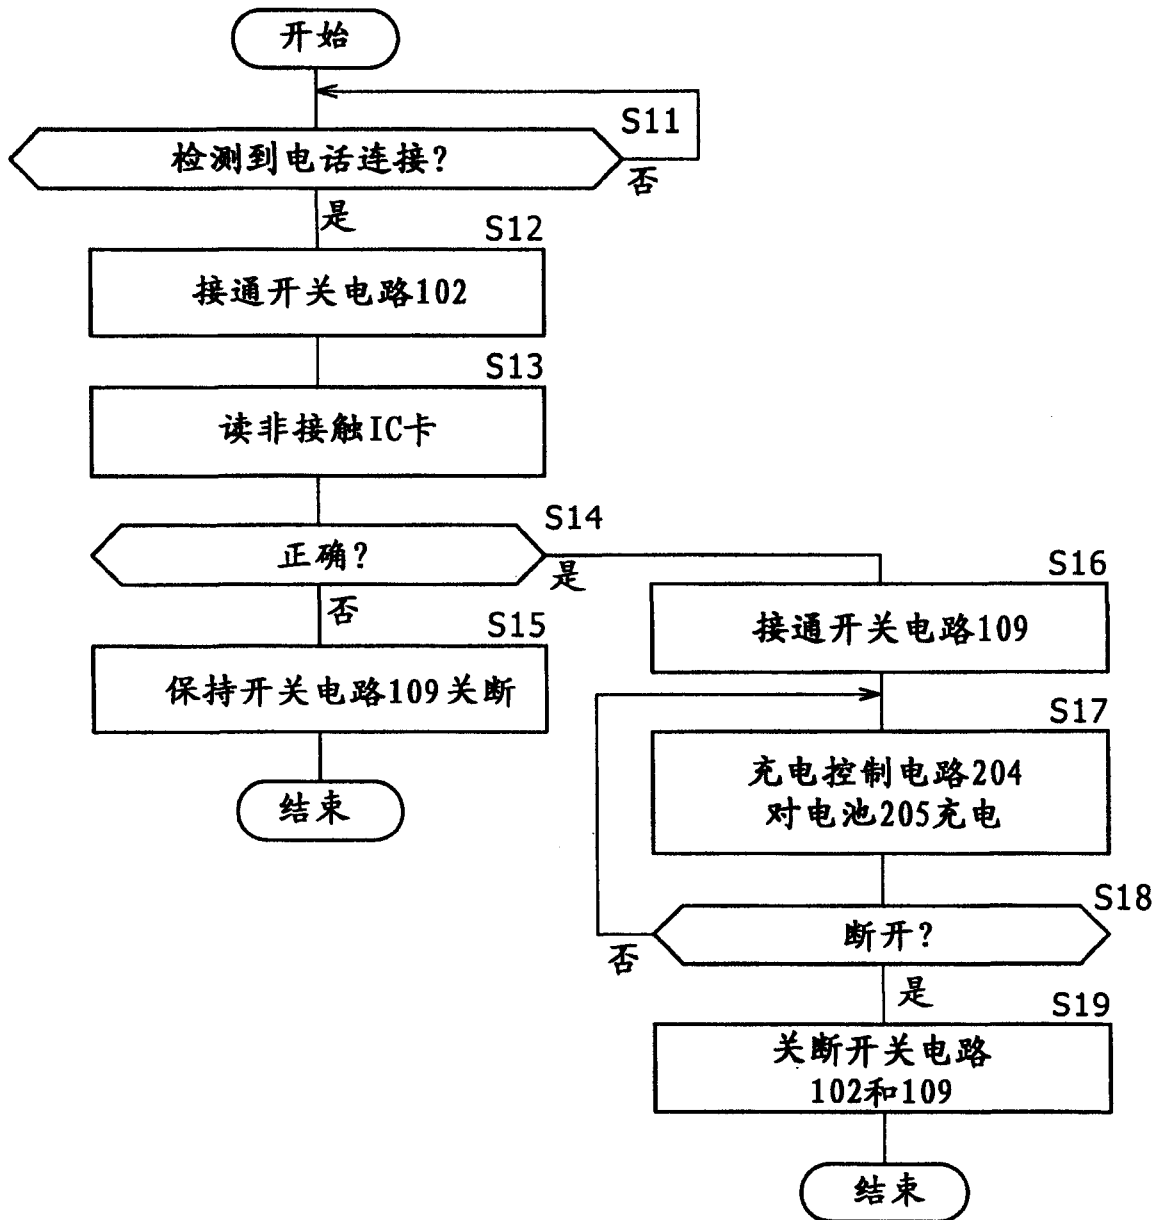 开始
S11
检测到电话连接?
否
是
S12
接通开关电路102
S13
读非接触IC卡
S14
正确?
是
否
S15
保持开关电路109关断
结束
S16
接通开关电路109
S17
充电控制电路204
对电池205充电
S18
断开?
否
是
S19
关断开关电路
102和109
结束